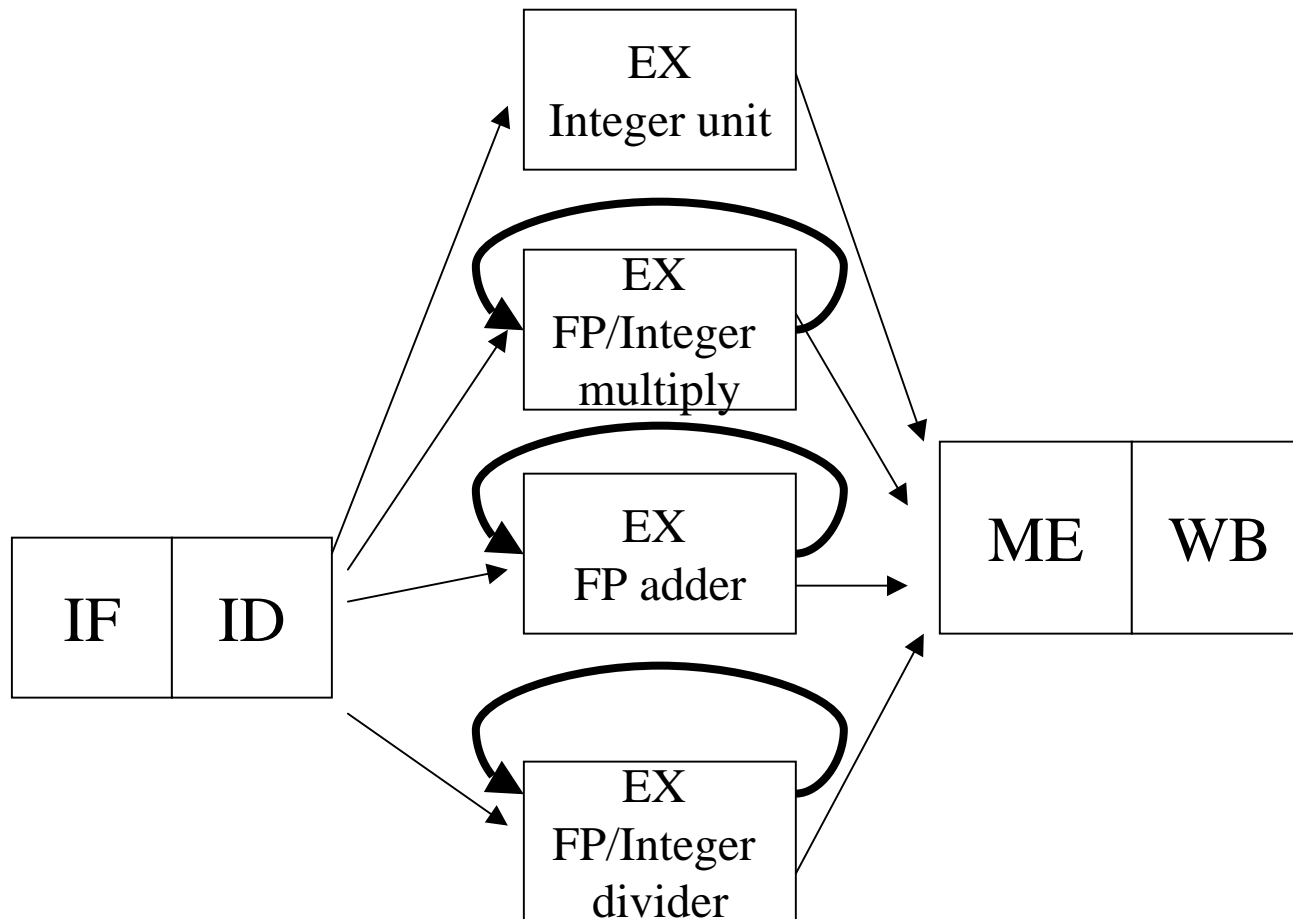 EX
Integer unit
EX
FP/Integer
multiply
EX
FP adder
IF ID
ME WB
EX
FP/Integer
divider